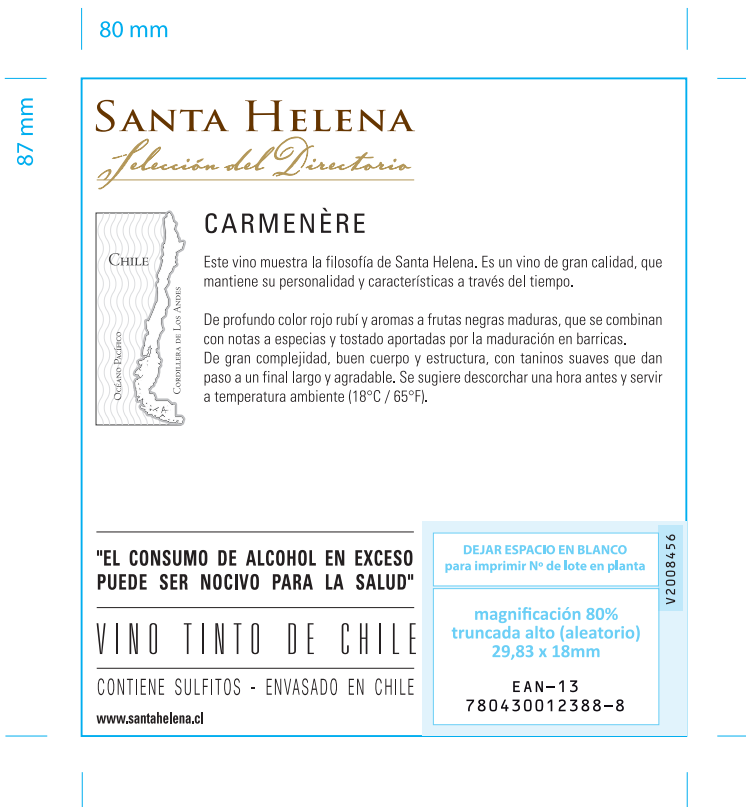 80 mm
87 mm
SANTA HELENA
Selección del Directorio
CHILE
OCÉANO PACÍFICO
CORDILLERA DE LOS ANDES
CARMENÈRE
Este vino muestra la filosofía de Santa Helena. Es un vino de gran calidad, que
mantiene su personalidad y características a través del tiempo.
De profundo color rojo rubí y aromas a frutas negras maduras, que se combinan
con notas a especias y tostado aportadas por la maduración en barricas.
De gran complejidad, buen cuerpo y estructura, con taninos suaves que dan
paso a un final largo y agradable. Se sugiere descorchar una hora antes y servir
a temperatura ambiente (18°C / 65°F).
"EL CONSUMO DE ALCOHOL EN EXCESO
PUEDE SER NOCIVO PARA LA SALUD"
VINO TINTO DE CHILE
CONTIENE SULFITOS - ENVASADO EN CHILE
www.santahelena.cl
DEJAR ESPACIO EN BLANCO
para imprimir Nº de lote en planta
V2008456
magnificación 80%
truncada alto (aleatorio)
29,83 x 18mm
EAN-13
780430012388-8